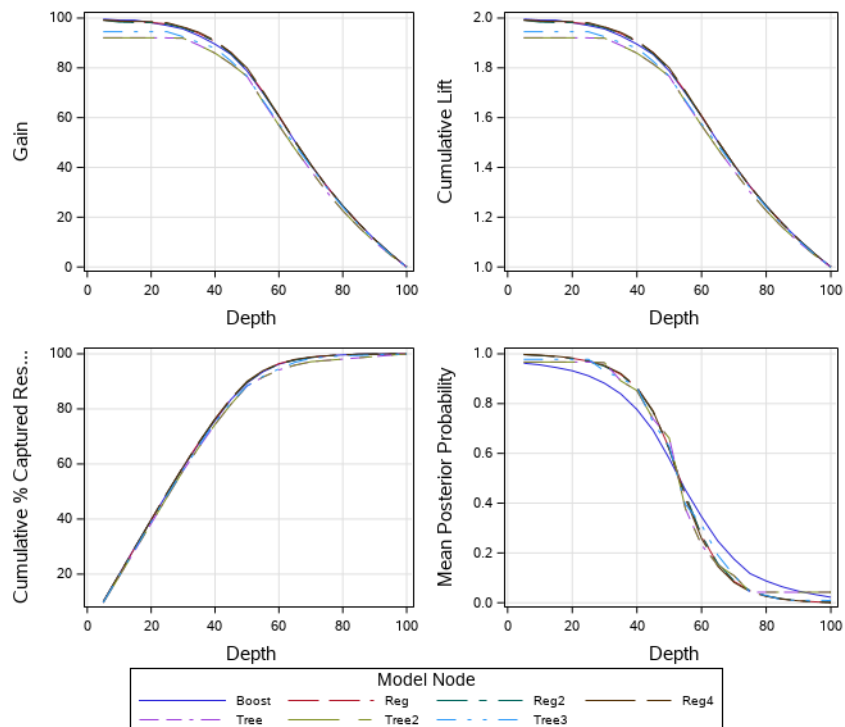 100
80
60
40
20
0
Gain
0 20 40 60 80 100
Depth
2.0
1.8
1.6
1.4
1.2
1.0
Cumulative Lift
0 20 40 60 80 100
Depth
100
80
60
40
20
Cumulative % Captured Res...
0 20 40 60 80 100
Depth
1.0
0.8
0.6
0.4
0.2
0.0
Mean Posterior Probability
0 20 40 60 80 100
Depth
Model Node
Boost Reg Reg2 Reg4
Tree Tree2 Tree3